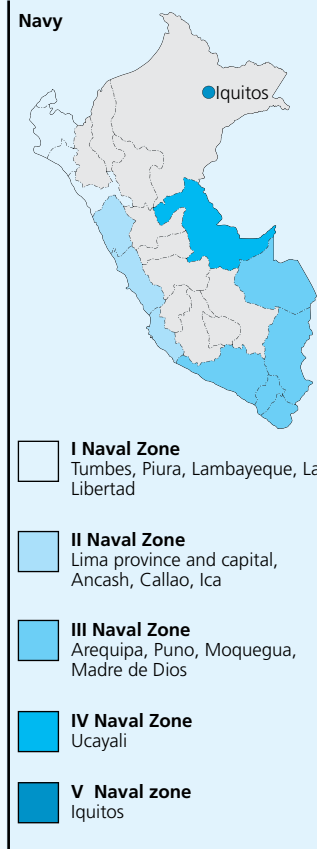 Navy
Iquitos
I Naval Zone
Tumbes, Piura, Lambayeque, La
Libertad
II Naval Zone
Lima province and capital,
Ancash, Callao, Ica
III Naval Zone
Arequipa, Puno, Moquegua,
Madre de Dios
IV Naval Zone
Ucayali
V Naval zone
Iquitos